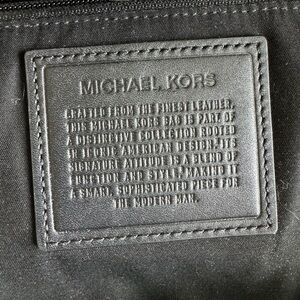 MICHAEL KORS
CRAFTED FROM THE FINEST LEATHER,
THIS MICHAEL KORS BAG IS PART OF
A DISTINCTIVE COLLECTION ROOTED
IN ICONIC AMERICAN DESIGN. ITS
SIGNATURE ATTITUDE IS A BLEND OF
FUNCTION AND STYLE, MAKING IT
A SMART, SOPHISTICATED PIECE FOR
THE MODERN MAN.